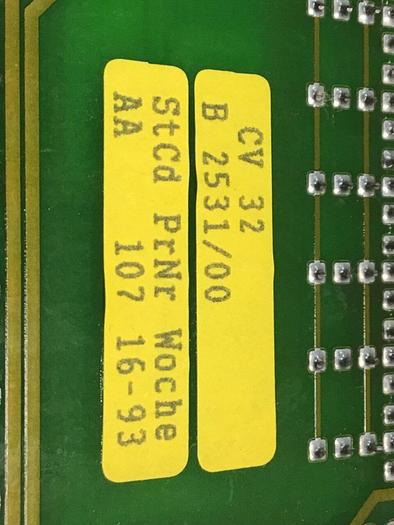 CV 32
B 2531/00
StCd PrNr Woche
AA 107 16-93